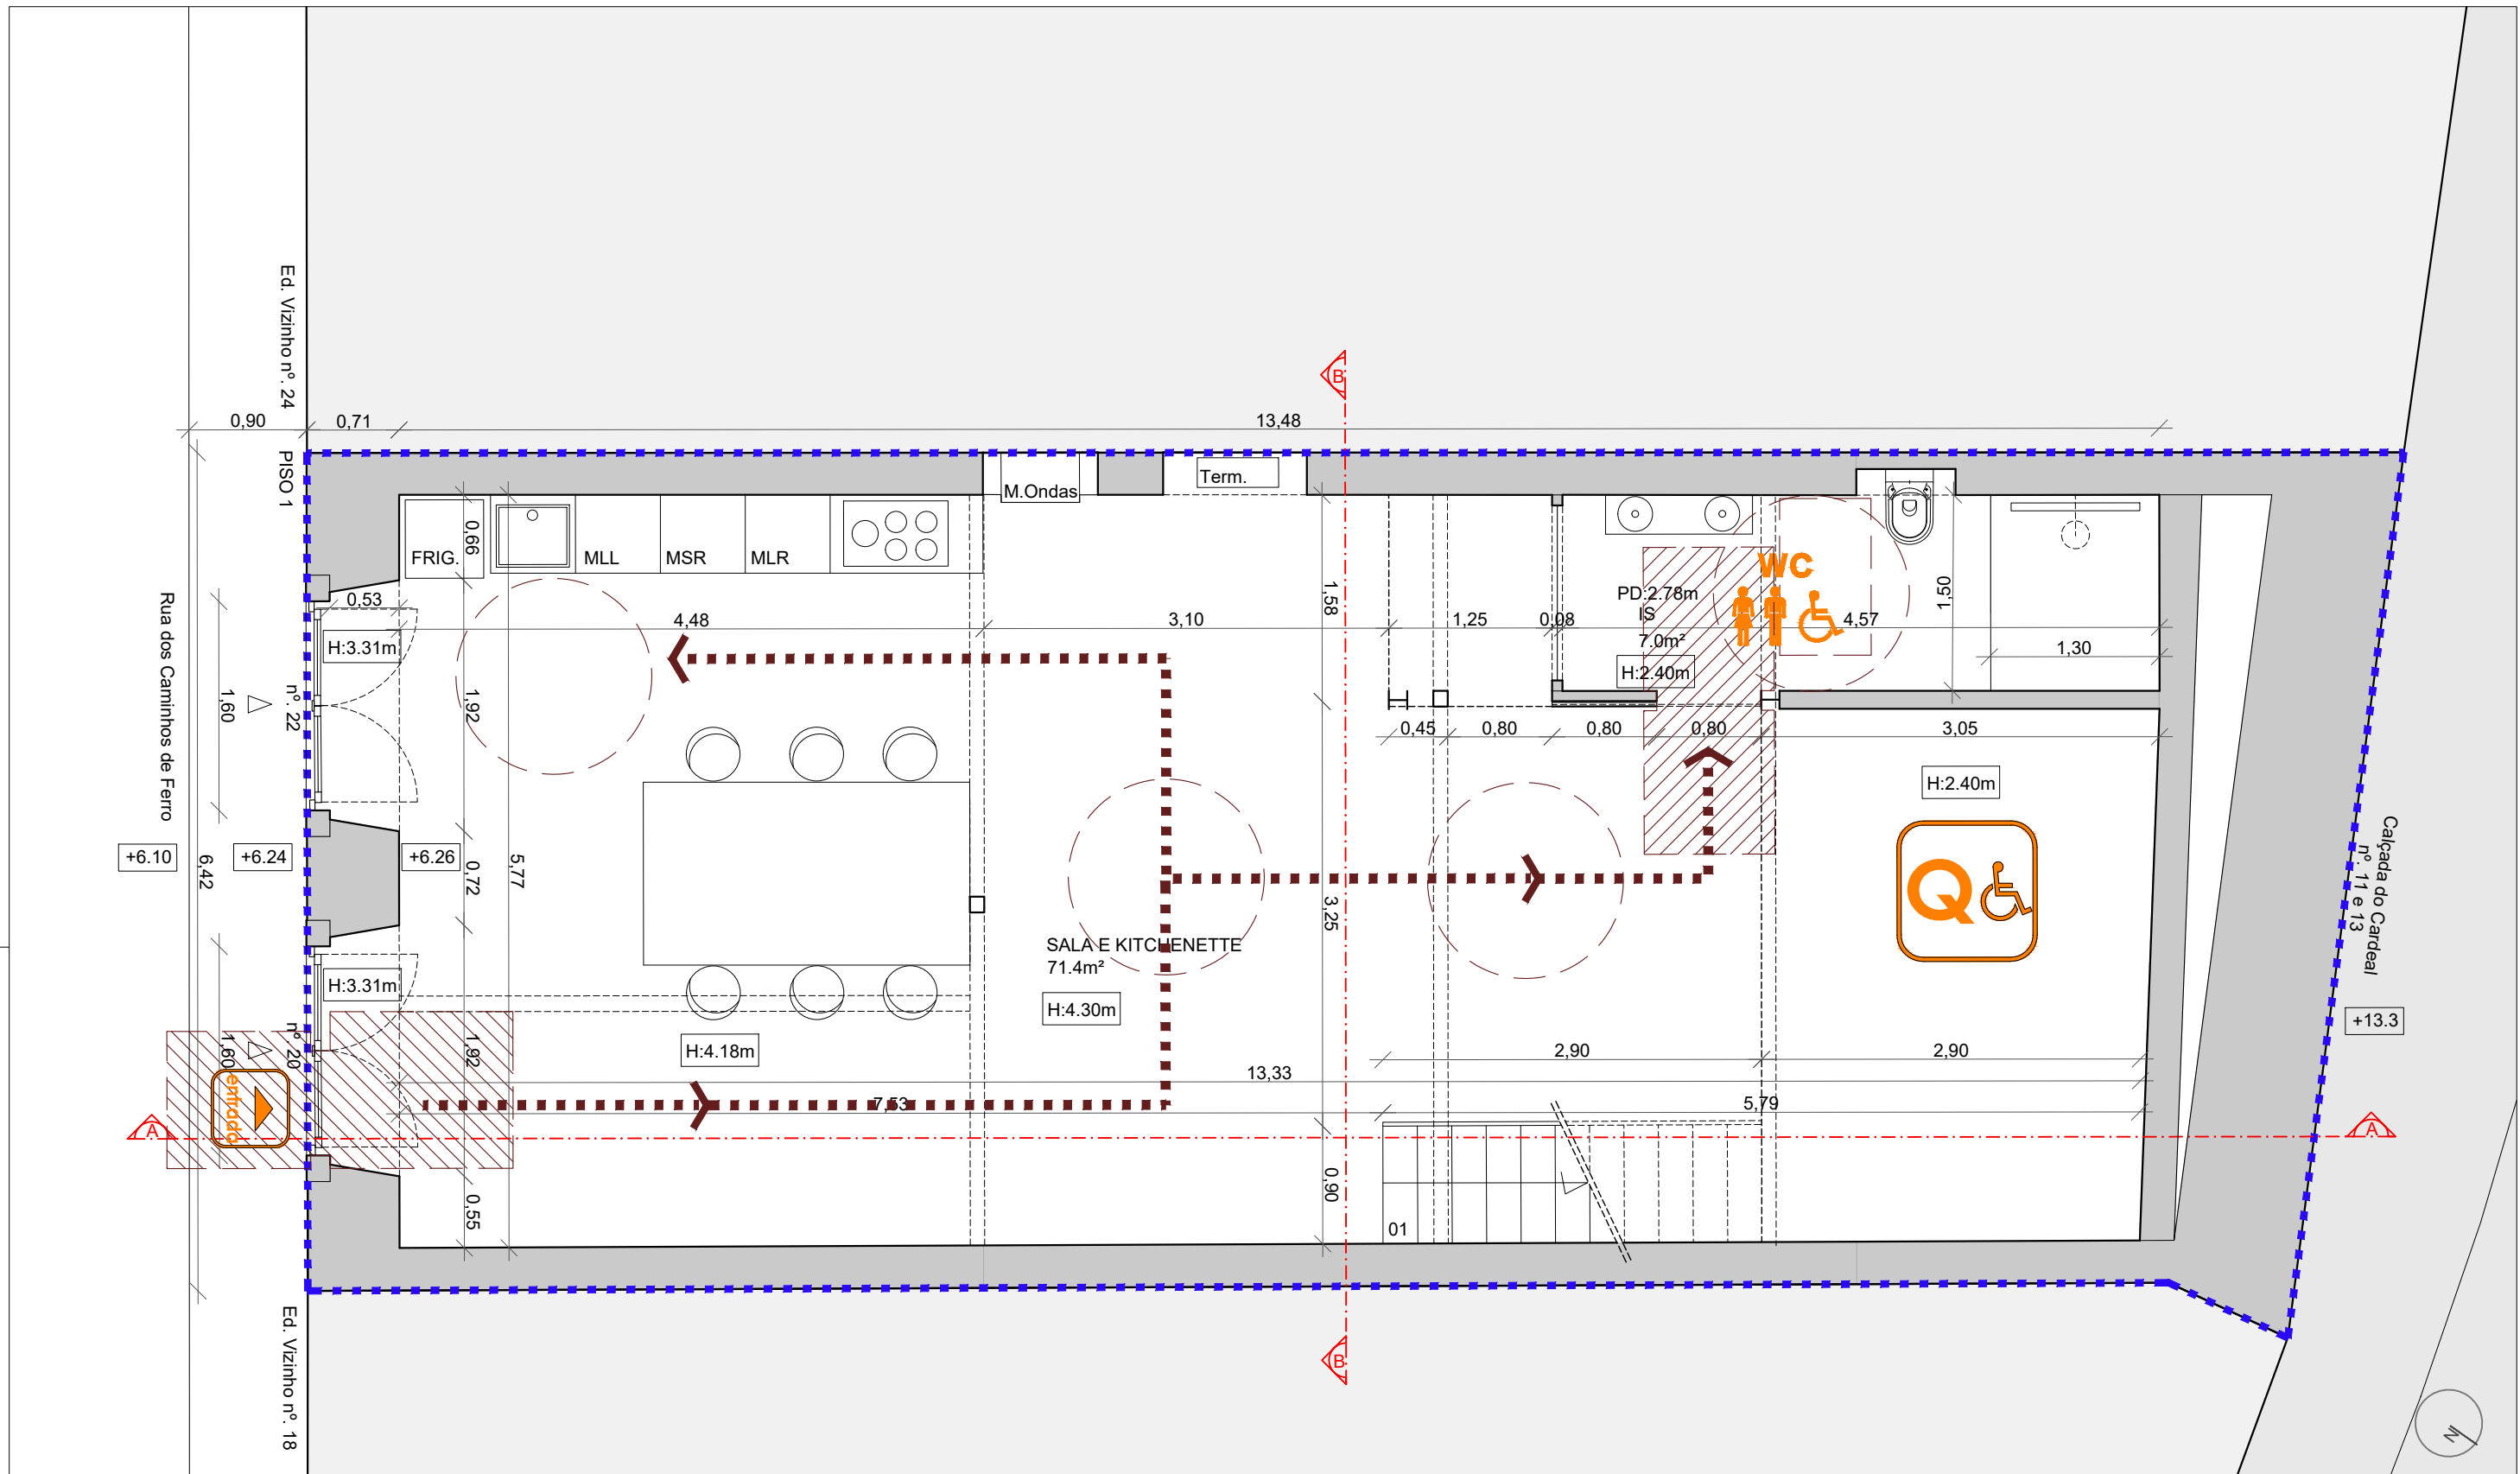 Ed. Vizinho nº. 24
PISO 1
0,90
0,71
13,48
B
M.Ondas
Term.
FRIG.
MLL
MSR
MLR
0,66
0,53
4,48
3,10
1,58
1,25
0,08
PD:2.78m
IS
7.0m²
H:2.40m
WC
4,57
1,50
1,30
H:3.31m
Rua dos Caminhos de Ferro
nº. 22
1,60
1,92
0,45
0,80
0,80
0,80
3,05
H:2.40m
Q
+6.10
6,42
+6.24
+6.26
0,72
5,77
3,25
Calçada do Cardeal
nº. 11 e 13
+13.3
SALA E KITCHENETTE
71.4m²
H:4.30m
H:3.31m
H:4.18m
nº. 20
1,60
1,92
entrada
2,90
2,90
13,33
7,53
5,79
A
A
0,55
0,90
01
B
Ed. Vizinho nº. 18
N